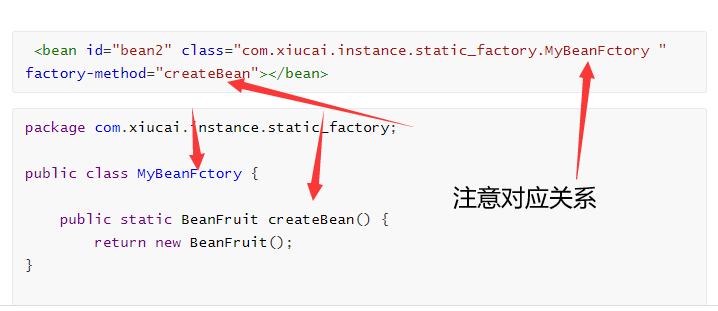 <bean id="bean2" class="com.xiucai.instance.static_factory.MyBeanFctory "
factory-method="createBean"></bean>
package com.xiucai.instance.static_factory;
public class MyBeanFctory {
public static BeanFruit createBean() {
return new BeanFruit();
}
注意对应关系